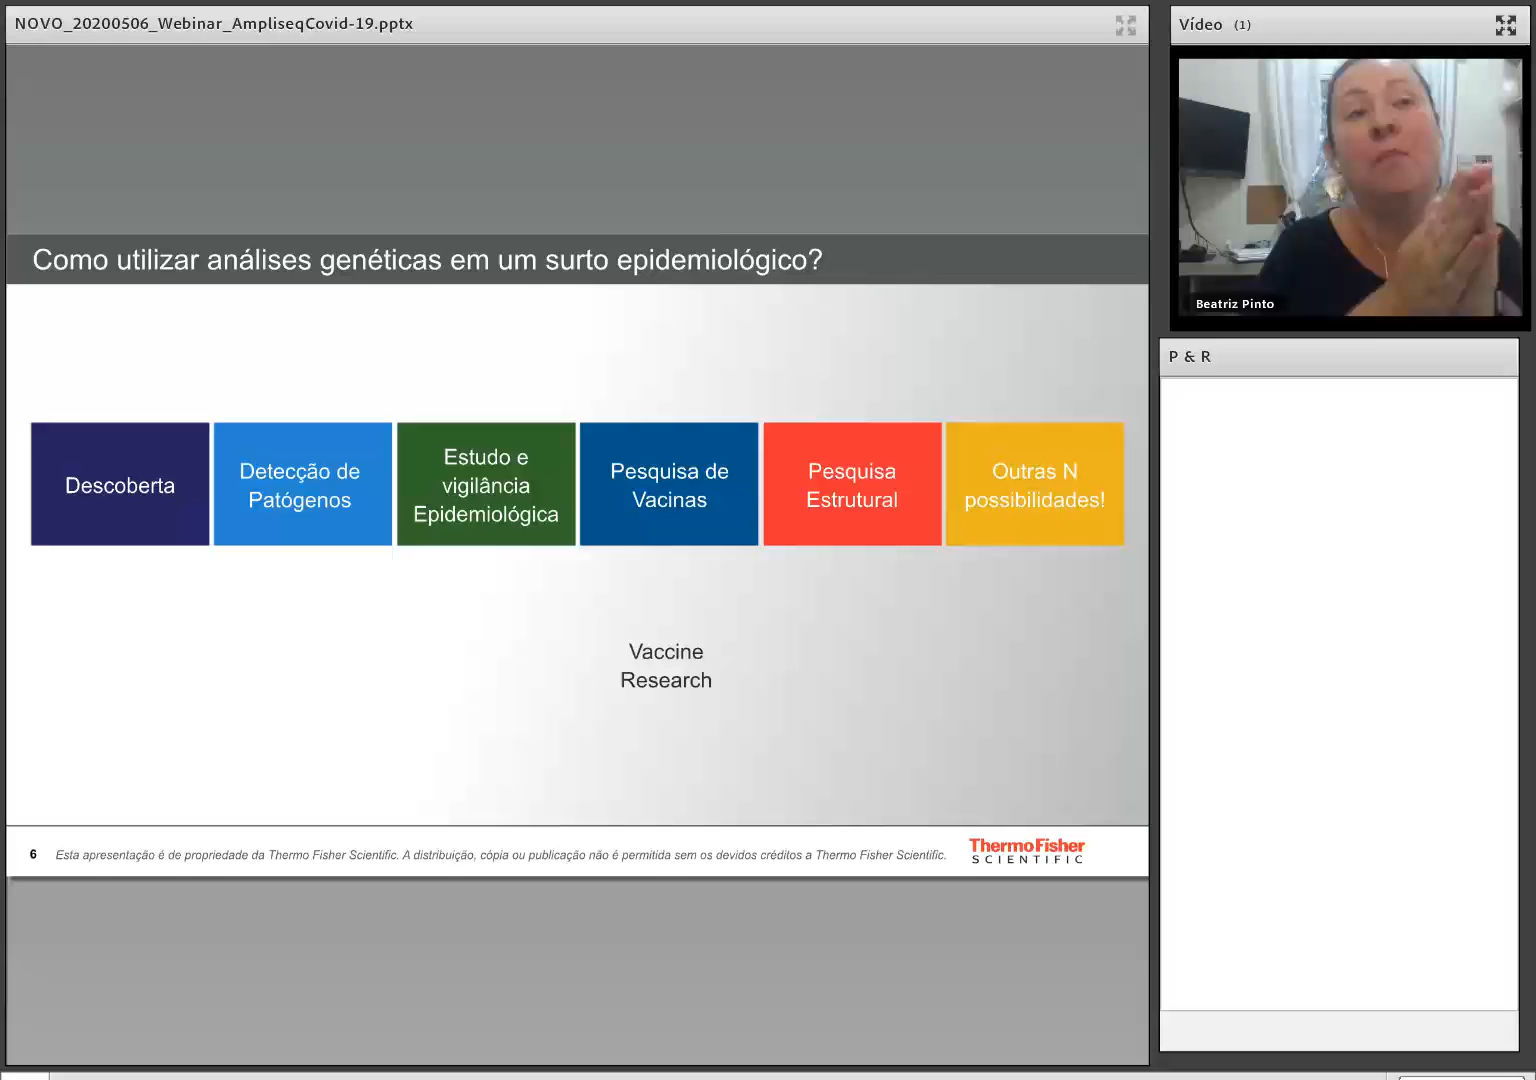 NOVO_20200506_Webinar_AmpliseqCovid-19.pptx
Vídeo (1)
Beatriz Pinto
P & R
Como utilizar análises genéticas em um surto epidemiológico?
Descoberta
Detecção de
Patógenos
Estudo e
vigilância
Epidemiológica
Pesquisa de
Vacinas
Pesquisa
Estrutural
Outras N
possibilidades!
Vaccine
Research
6 Esta apresentação é de propriedade da Thermo Fisher Scientific. A distribuição, cópia ou publicação não é permitida sem os devidos créditos a Thermo Fisher Scientific.
ThermoFisher
SCIENTIFIC